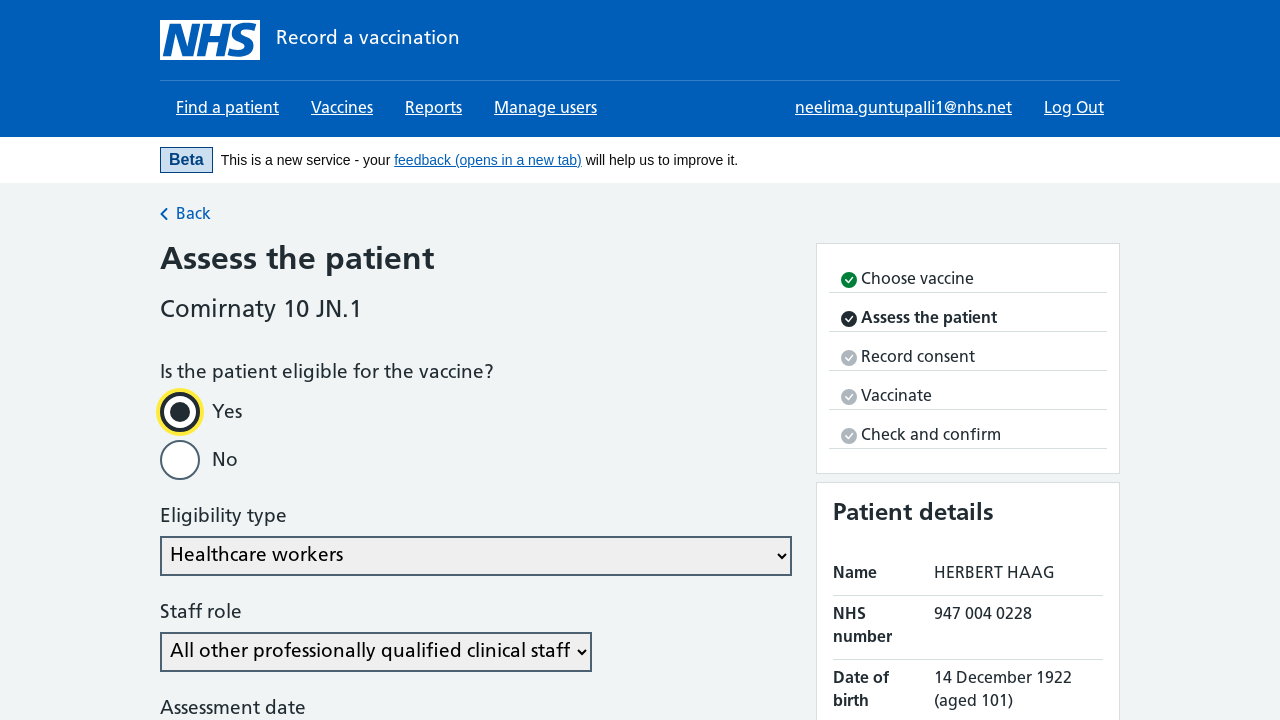 NHS Record a vaccination
Find a patient Vaccines Reports Manage users neelima.guntupalli1@nhs.net Log Out
Beta This is a new service - your feedback (opens in a new tab) will help us to improve it.
Back
Assess the patient
Comirnaty 10 JN.1
Is the patient eligible for the vaccine?
Yes
No
Eligibility type
Healthcare workers
Staff role
All other professionally qualified clinical staff
Assessment date
Choose vaccine
Assess the patient
Record consent
Vaccinate
Check and confirm
Patient details
Name HERBERT HAAG
NHS 947 004 0228
number
Date of 14 December 1922
birth (aged 101)